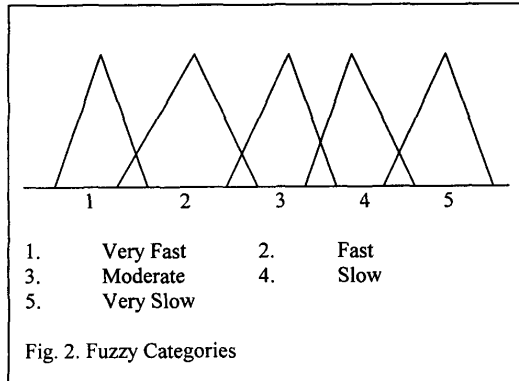 1 2 3 4 5
1. Very Fast 2. Fast
3. Moderate 4. Slow
5. Very Slow
Fig. 2. Fuzzy Categories